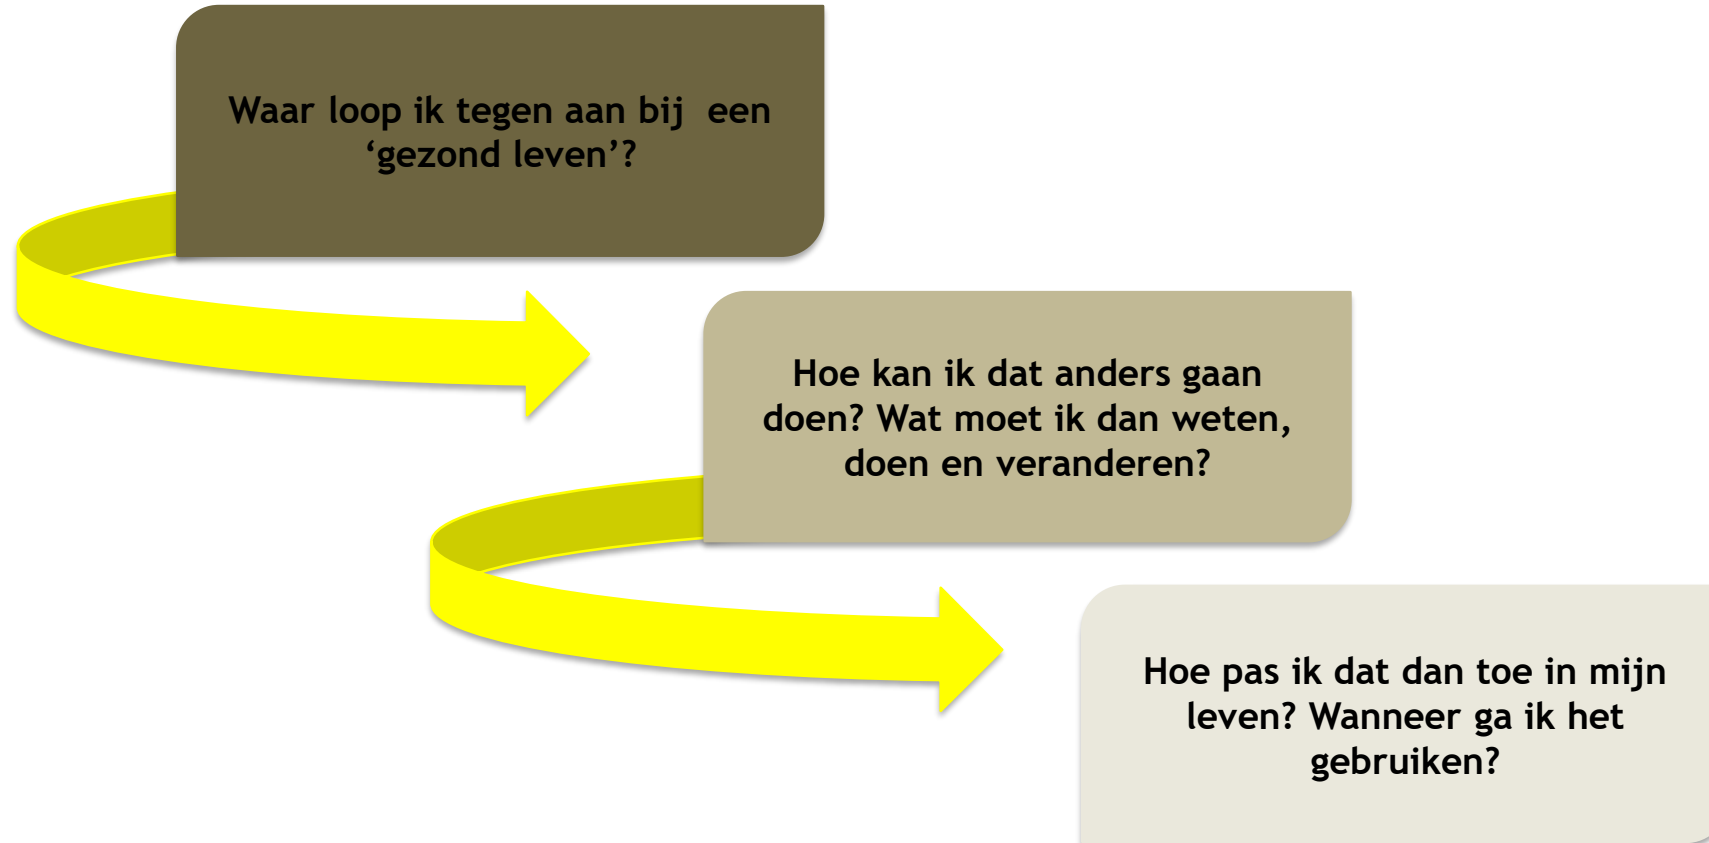 Waar loop ik tegen aan bij  een
‘gezond leven’?
Hoe kan ik dat anders gaan
doen? Wat moet ik dan weten,
doen en veranderen?
Hoe pas ik dat dan toe in mijn
leven? Wanneer ga ik het
gebruiken?